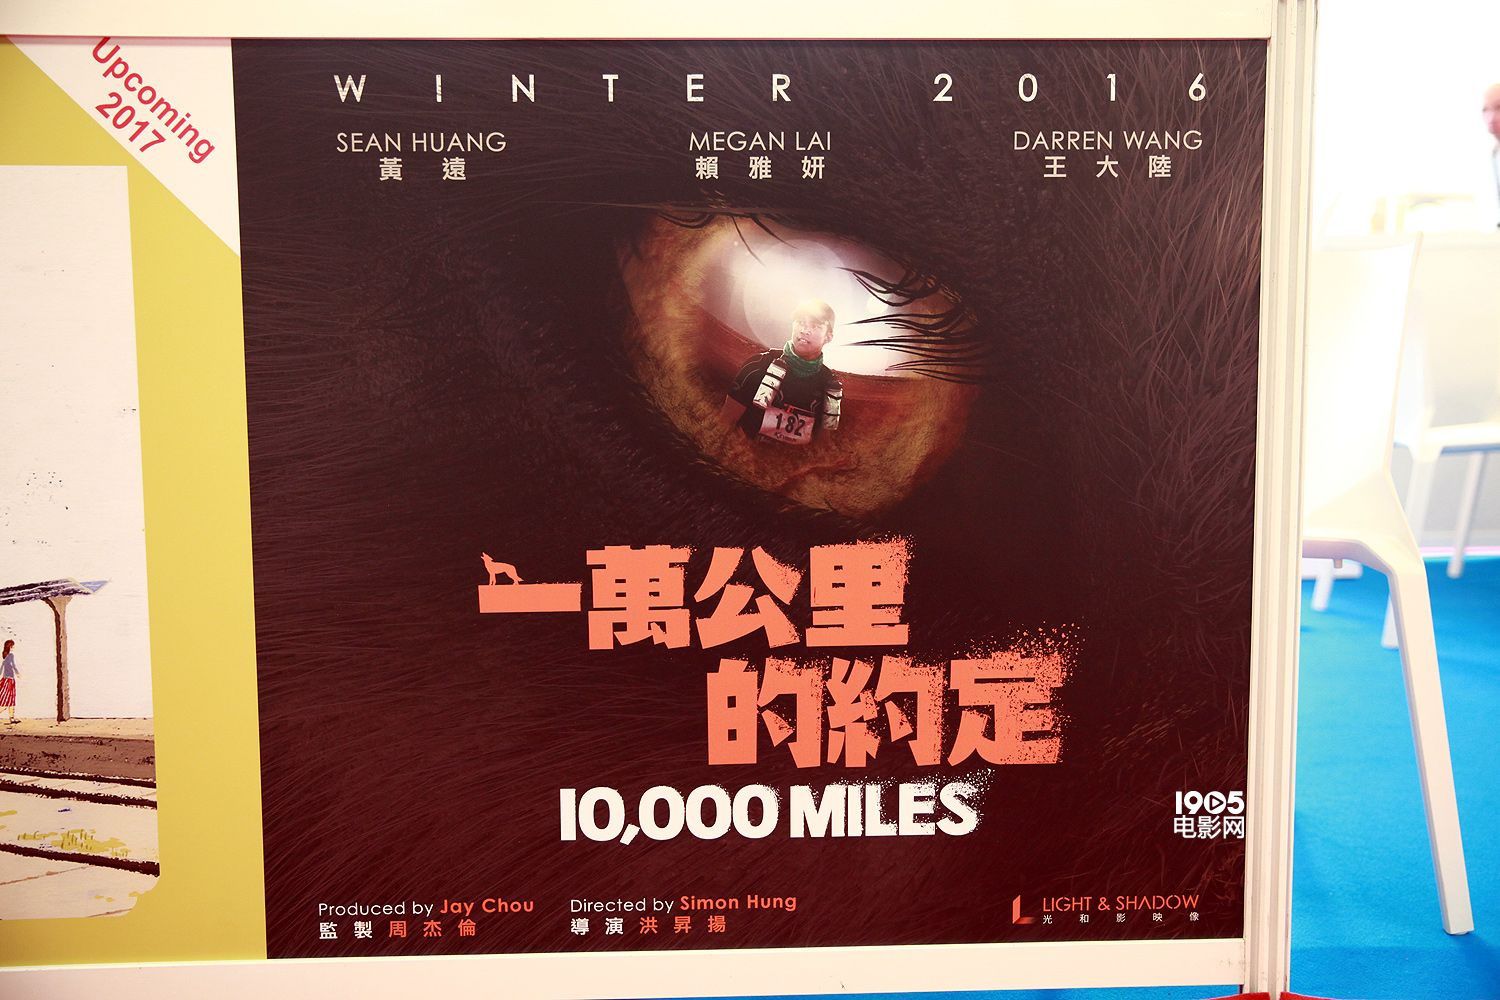 Upcoming
2017
WINTER 2016
SEAN HUANG
黃遠
MEGAN LAI
賴雅妍
DARREN WANG
王大陸
182
一萬公里
的約定
10,000 MILES
1905
电影网
Produced by Jay Chou
監製 周杰倫
Directed by Simon Hung
導演 洪昇揚
LIGHT & SHADOW
光和影映像